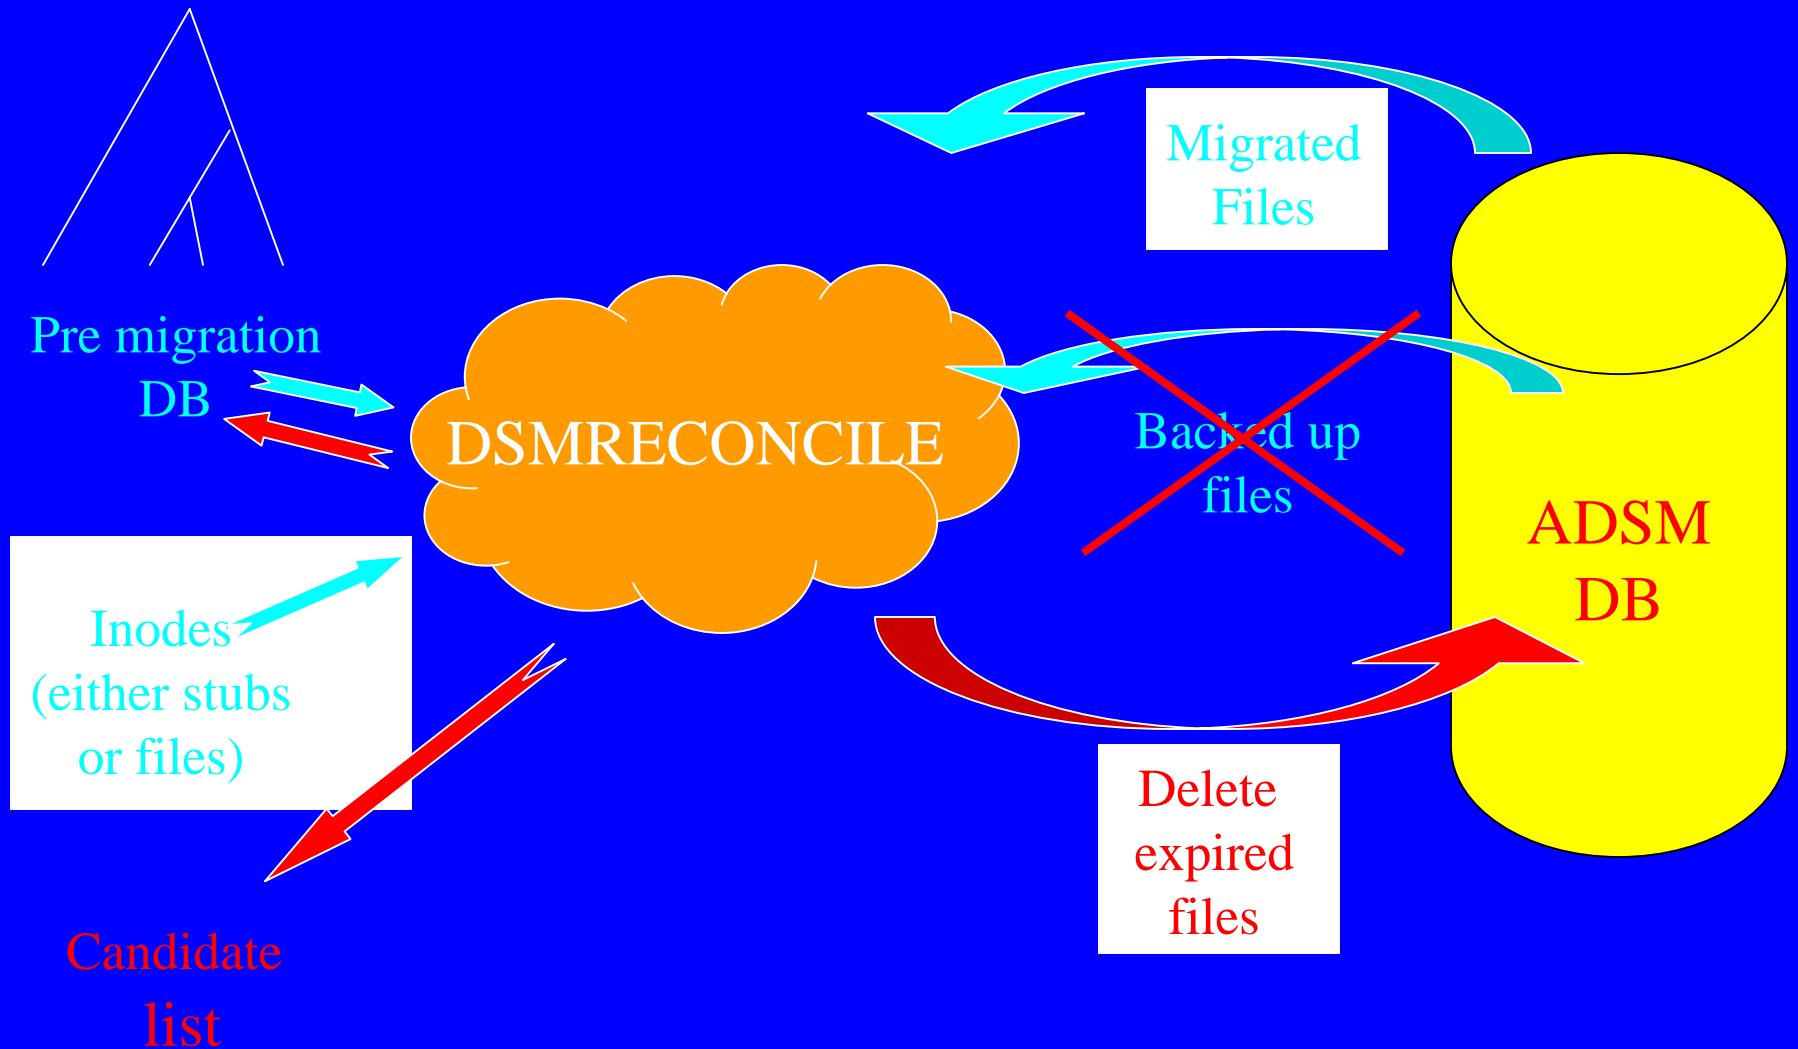 Migrated
Files
Pre migration
DB
DSMRECONCILE
Backed up
files
ADSM
DB
Inodes
(either stubs
or files)
Delete
expired
files
Candidate
list